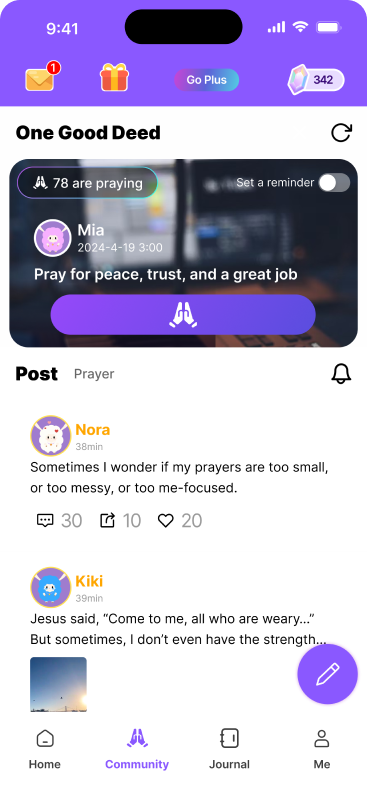 9:41
1
Go Plus
342
One Good Deed
78 are praying
Set a reminder
Mia
2024-4-19 3:00
Pray for peace, trust, and a great job
Post
Prayer
Nora
38min
Sometimes I wonder if my prayers are too small,
or too messy, or too me-focused.
30
10
20
Kiki
39min
Jesus said, “Come to me, all who are weary...”
But sometimes, I don’t even have the strength...
Home
Community
Journal
Me